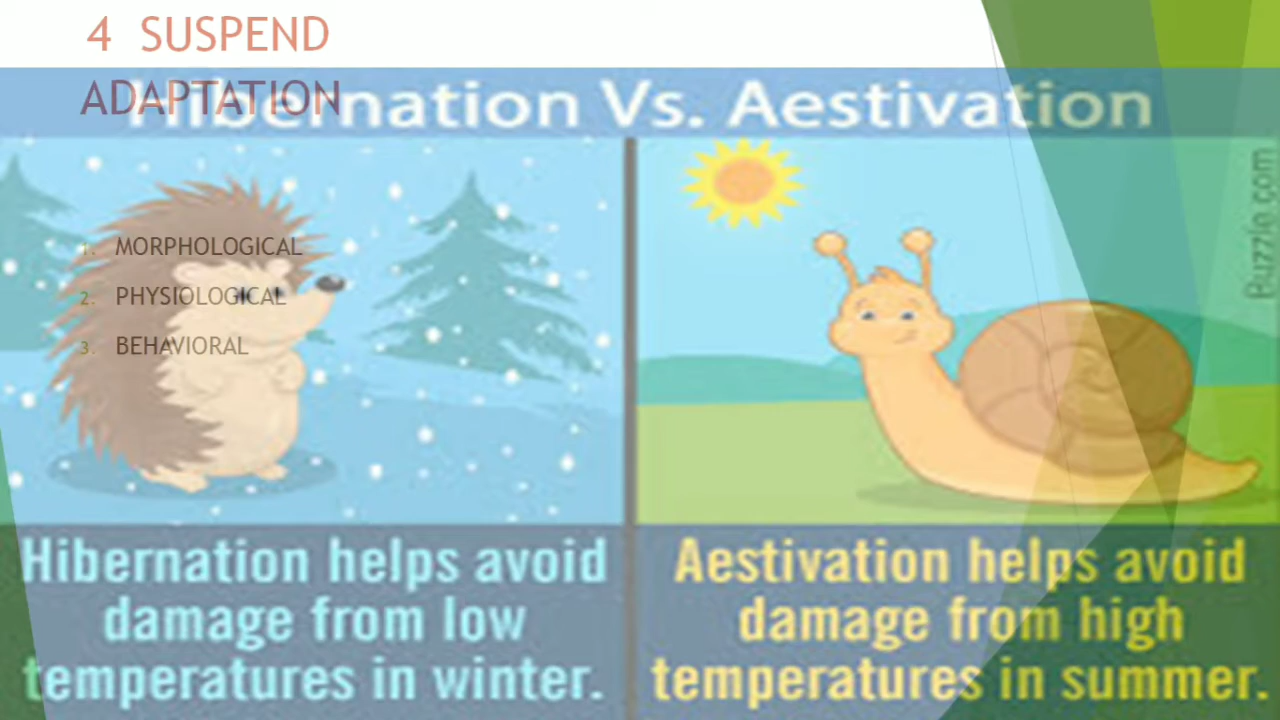 4 SUSPEND
ADAPTATION
Hibernation Vs. Aestivation
1. MORPHOLOGICAL
2. PHYSIOLOGICAL
3. BEHAVIORAL
Buzzle.com
Hibernation helps avoid
damage from low
temperatures in winter.
Aestivation helps avoid
damage from high
temperatures in summer.